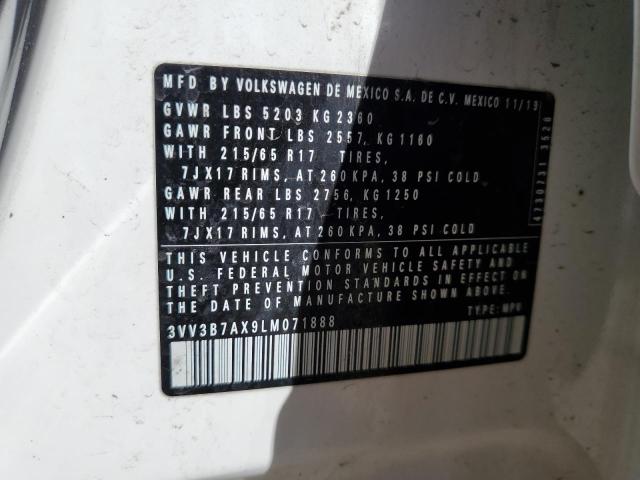 MFD BY VOLKSWAGEN DE MEXICO S.A. DE C.V. MEXICO 11/19
GVWR LBS 5203 KG 2360
GAWR FRONT LBS 2557, KG 1160
WITH 215/65 R17 TIRES,
7JX17 RIMS, AT 260 KPA, 38 PSI COLD
GAWR REAR LBS 2756, KG 1250
WITH 215/65 R17 TIRES,
7JX17 RIMS, AT 260 KPA, 38 PSI COLD
THIS VEHICLE CONFORMS TO ALL APPLICABLE
U.S. FEDERAL MOTOR VEHICLE SAFETY AND
THEFT PREVENTION STANDARDS IN EFFECT ON
THE DATE OF MANUFACTURE SHOWN ABOVE.
3VV3B7AX9LM071888
TYPE: MPV
4730731 3526